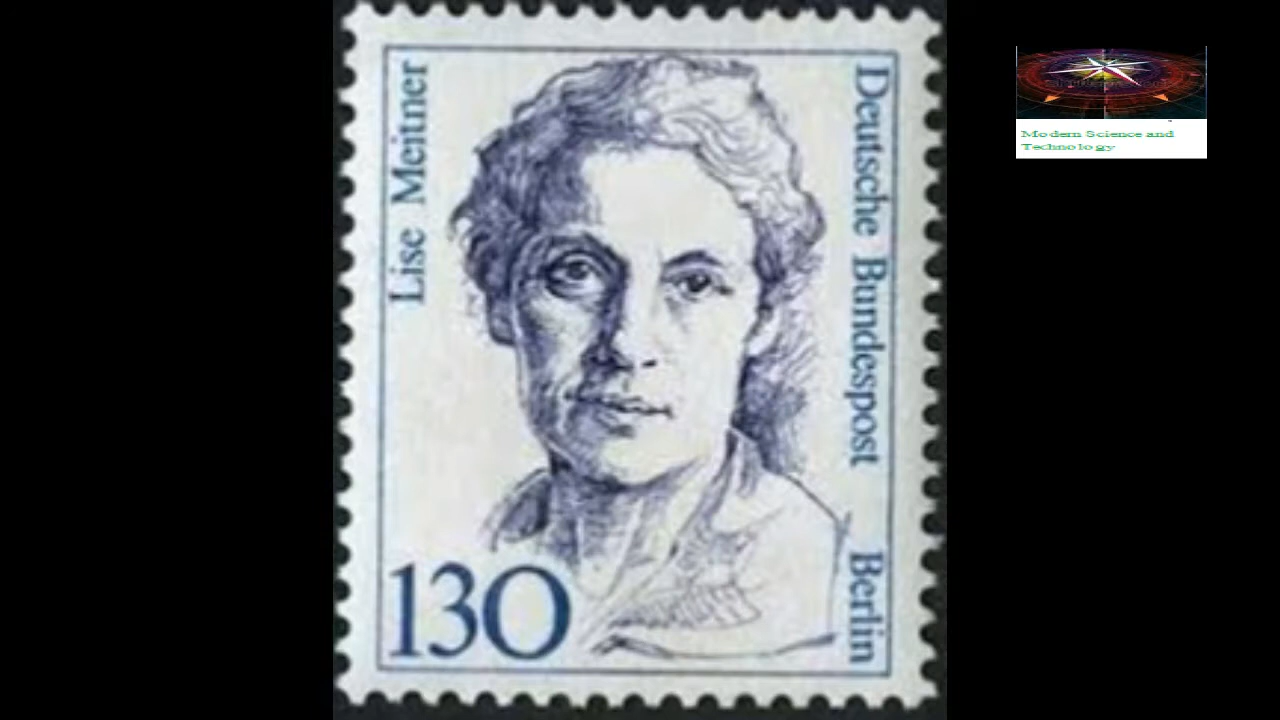 Lise Meitner
Deutsche Bundespost Berlin
130
Modern Science and
Technology